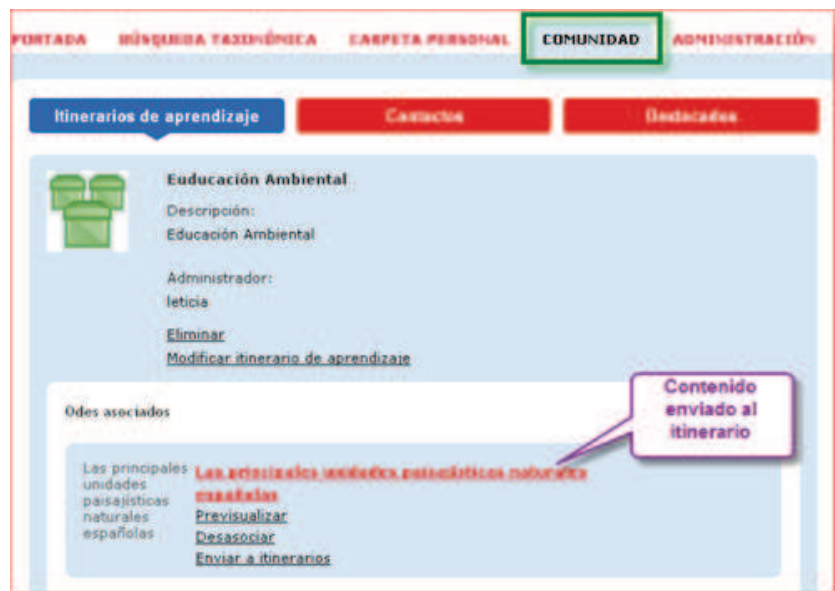 PORTADA BÚSQUEDA TAXONÓMICA CARPETA PERSONAL COMUNIDAD ADMINISTRACIÓN
Itinerarios de aprendizaje Contactos Destacados
Euducación Ambiental
Descripción:
Educación Ambiental
Administrador:
leticia
Eliminar
Modificar itinerario de aprendizaje
Contenido
enviado al
itinerario
Odes asociados
Las principales
unidades
paisajísticas
naturales
españolas
Las principales unidades paisajísticas naturales
españolas
Previsualizar
Desasociar
Enviar a itinerarios